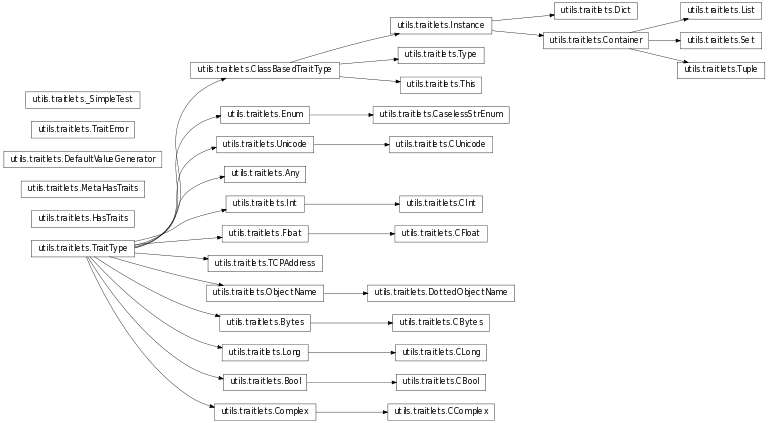 utils.traitlets.Dict
utils.traitlets.List
utils.traitlets.Instance
utils.traitlets.Container
utils.traitlets.Set
utils.traitlets.Type
utils.traitlets.ClassBasedTraitType
utils.traitlets.Tuple
utils.traitlets.This
utils.traitlets._SimpleTest
utils.traitlets.Enum
utils.traitlets.CaselessStrEnum
utils.traitlets.TraitError
utils.traitlets.Unicode
utils.traitlets.CUnicode
utils.traitlets.DefaultValueGenerator
utils.traitlets.Any
utils.traitlets.MetaHasTraits
utils.traitlets.Int
utils.traitlets.CInt
utils.traitlets.HasTraits
utils.traitlets.Float
utils.traitlets.CFloat
utils.traitlets.TraitType
utils.traitlets.TCPAddress
utils.traitlets.ObjectName
utils.traitlets.DottedObjectName
utils.traitlets.Bytes
utils.traitlets.CBytes
utils.traitlets.Long
utils.traitlets.CLong
utils.traitlets.Bool
utils.traitlets.CBool
utils.traitlets.Complex
utils.traitlets.CComplex